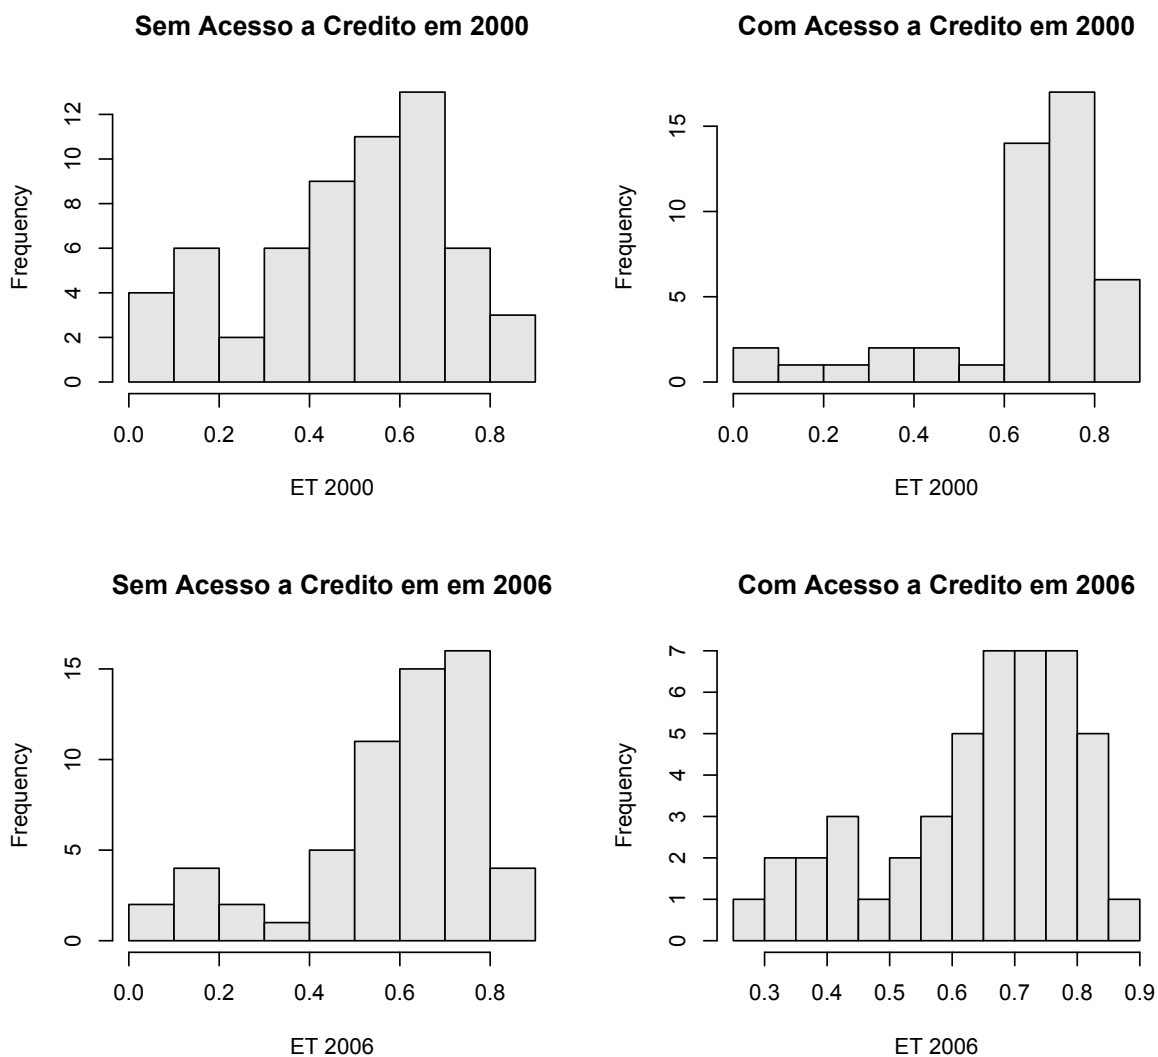 Sem Acesso a Credito em 2000
Frequency
12
10
8
6
4
2
0
0.0 0.2 0.4 0.6 0.8
ET 2000
Com Acesso a Credito em 2000
Frequency
15
10
5
0
0.0 0.2 0.4 0.6 0.8
ET 2000
Sem Acesso a Credito em em 2006
Frequency
15
10
5
0
0.0 0.2 0.4 0.6 0.8
ET 2006
Com Acesso a Credito em 2006
Frequency
7
6
5
4
3
2
1
0
0.3 0.4 0.5 0.6 0.7 0.8 0.9
ET 2006